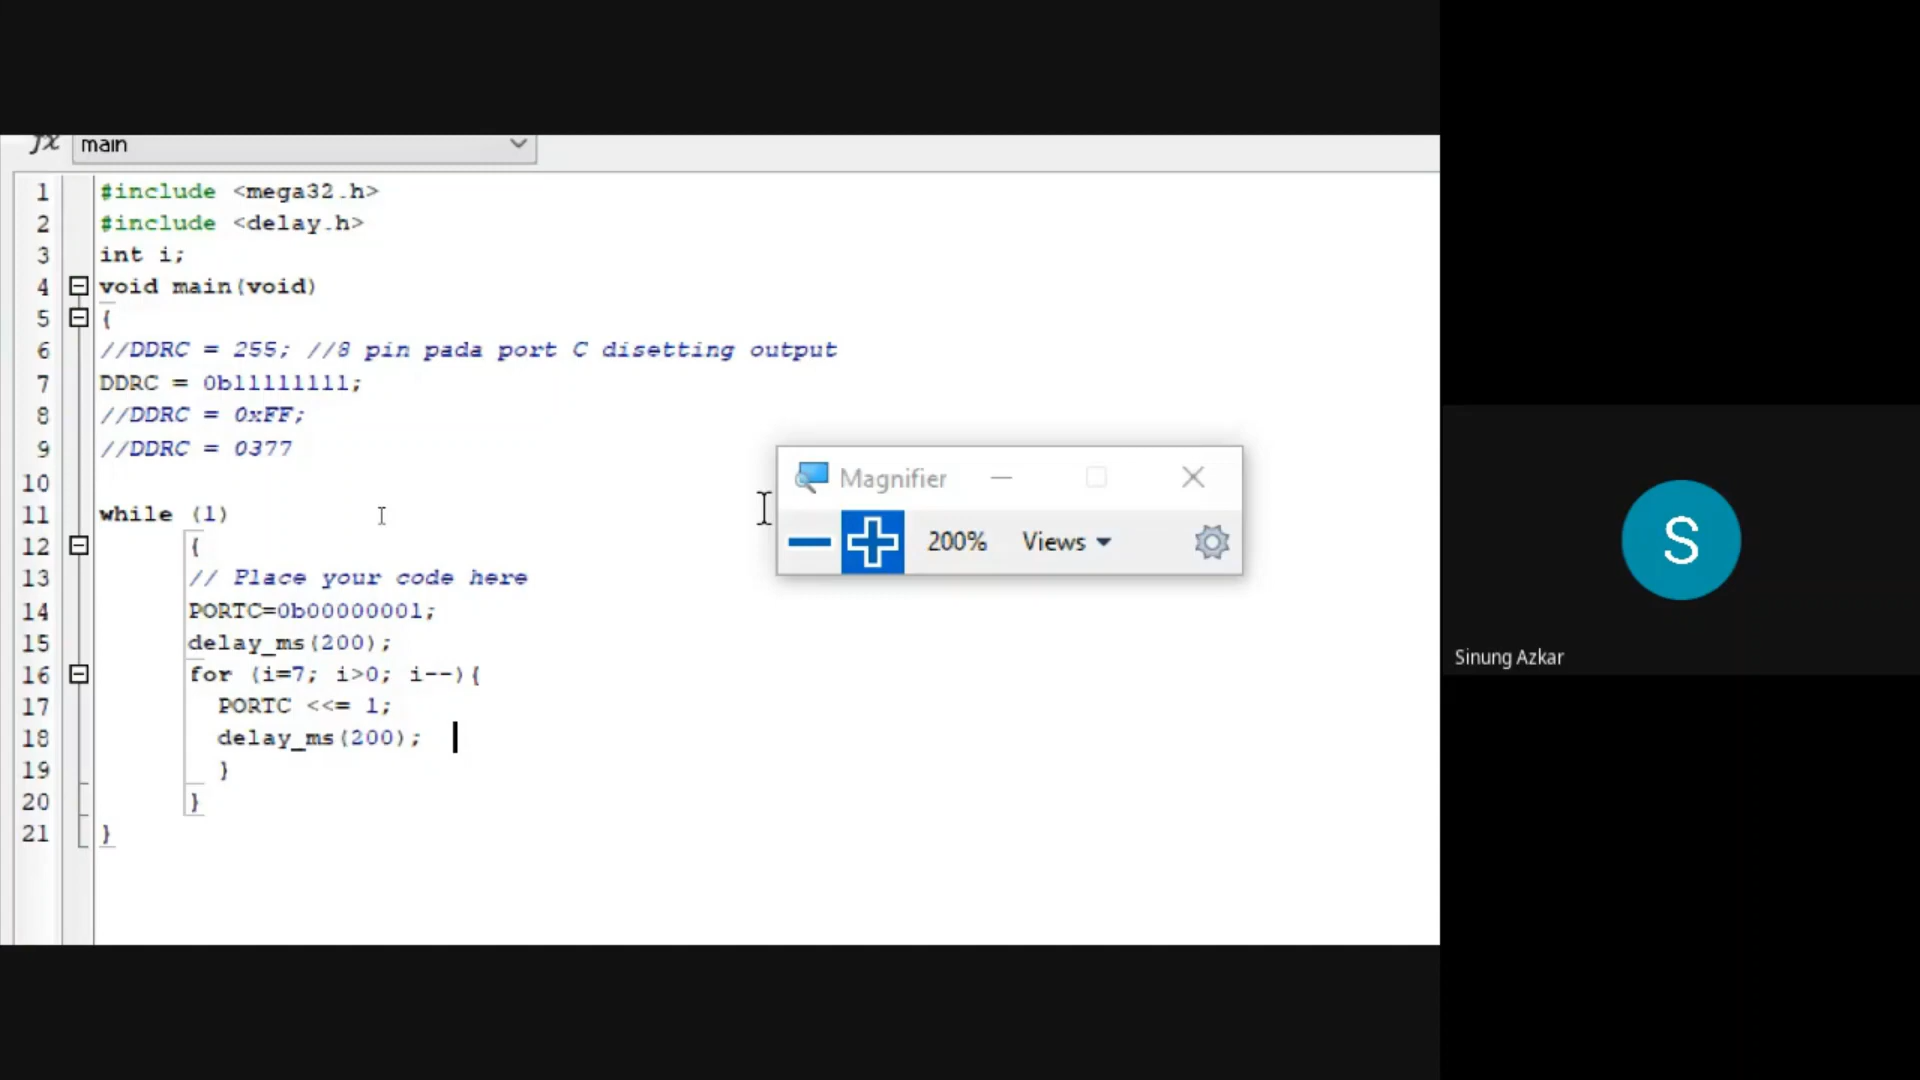 fx main
1 #include <mega32.h>
2 #include <delay.h>
3 int i;
4 void main(void)
5 {
6 //DDRC = 255; //8 pin pada port C disetting output
7 DDRC = 0b11111111;
8 //DDRC = 0xFF;
9 //DDRC = 0377
10
11 while (1)
12 {
13 // Place your code here
14 PORTC=0b00000001;
15 delay_ms(200);
16 for (i=7; i>0; i--){
17 PORTC <<= 1;
18 delay_ms(200);
19 }
20 }
21 }
Magnifier
200% Views
S
Sinung Azkar